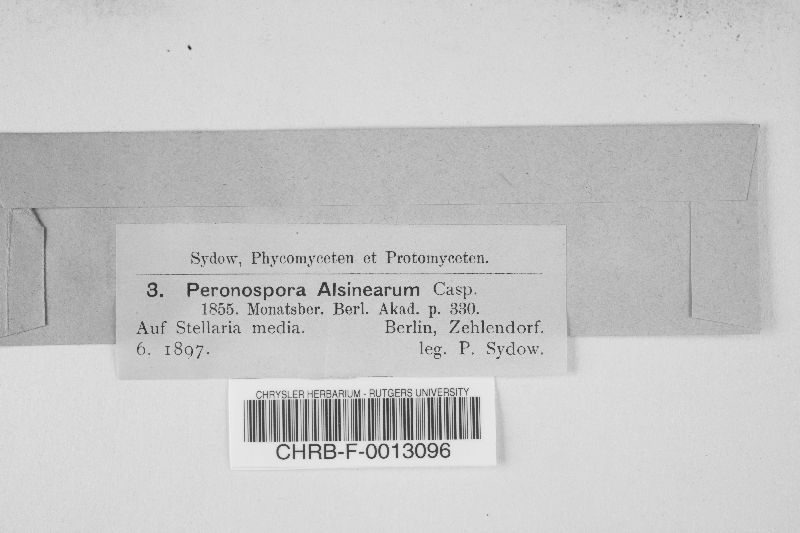 Sydow, Phycomyceten et Protomyceten.
3. Peronospora Alsinearum Casp.
1855. Monatsber. Berl. Akad. p. 330.
Auf Stellaria media. Berlin, Zehlendorf.
6. 1897. leg. P. Sydow.
CHRYSLER HERBARIUM - RUTGERS UNIVERSITY
CHRB-F-0013096